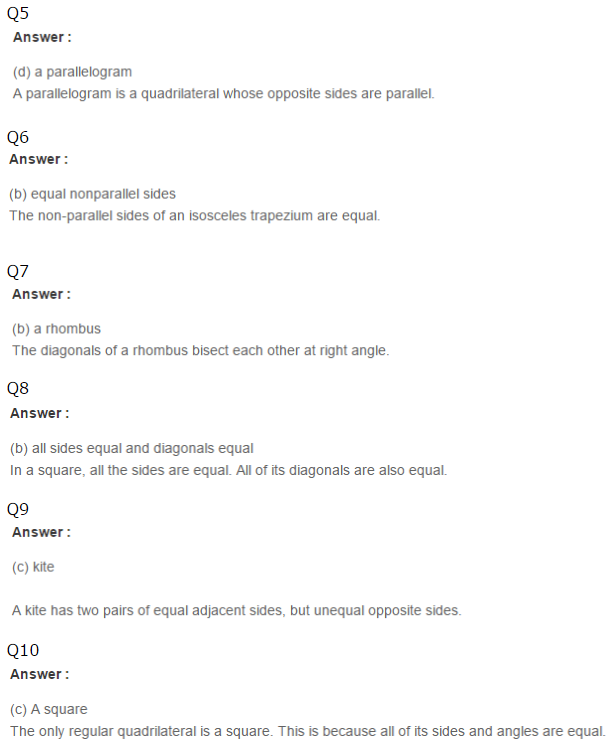 Q5
Answer :
(d) a parallelogram
A parallelogram is a quadrilateral whose opposite sides are parallel.
Q6
Answer :
(b) equal nonparallel sides
The non-parallel sides of an isosceles trapezium are equal.
Q7
Answer :
(b) a rhombus
The diagonals of a rhombus bisect each other at right angle.
Q8
Answer :
(b) all sides equal and diagonals equal
In a square, all the sides are equal. All of its diagonals are also equal.
Q9
Answer :
(c) kite
A kite has two pairs of equal adjacent sides, but unequal opposite sides.
Q10
Answer :
(c) A square
The only regular quadrilateral is a square. This is because all of its sides and angles are equal.